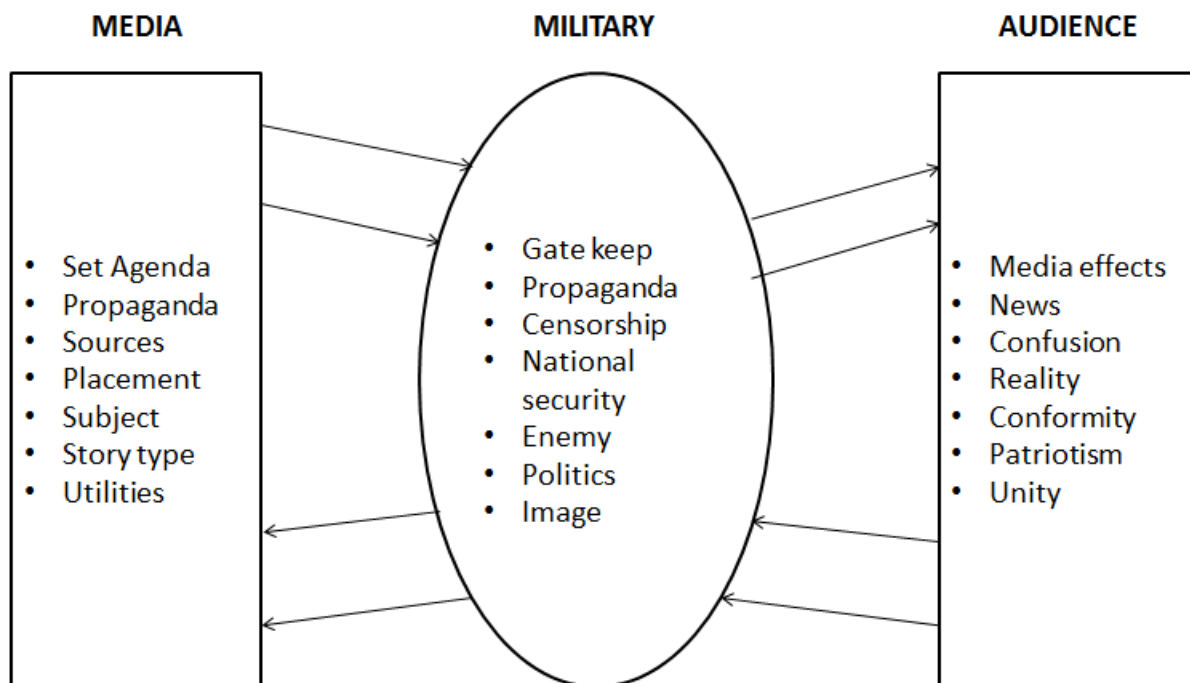 MEDIA
MILITARY
AUDIENCE
• Set Agenda
• Propaganda
• Sources
• Placement
• Subject
• Story type
• Utilities
• Gate keep
• Propaganda
• Censorship
• National
security
• Enemy
• Politics
• Image
• Media effects
• News
• Confusion
• Reality
• Conformity
• Patriotism
• Unity